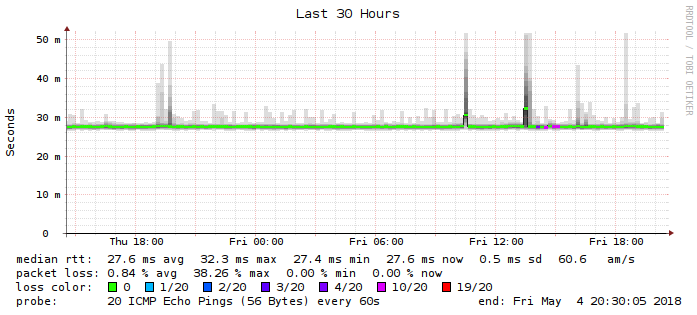 Last 30 Hours
RRDTOOL / TOBI OETIKER
Seconds
50 m
40 m
30 m
20 m
10 m
0
Thu 18:00 Fri 00:00 Fri 06:00 Fri 12:00 Fri 18:00
median rtt: 27.6 ms avg 32.3 ms max 27.4 ms min 27.6 ms now 0.5 ms sd 60.6 am/s
packet loss: 0.84 % avg 38.26 % max 0.00 % min 0.00 % now
loss color: 0 1/20 2/20 3/20 4/20 10/20 19/20
probe: 20 ICMP Echo Pings (56 Bytes) every 60s end: Fri May 4 20:30:05 2018